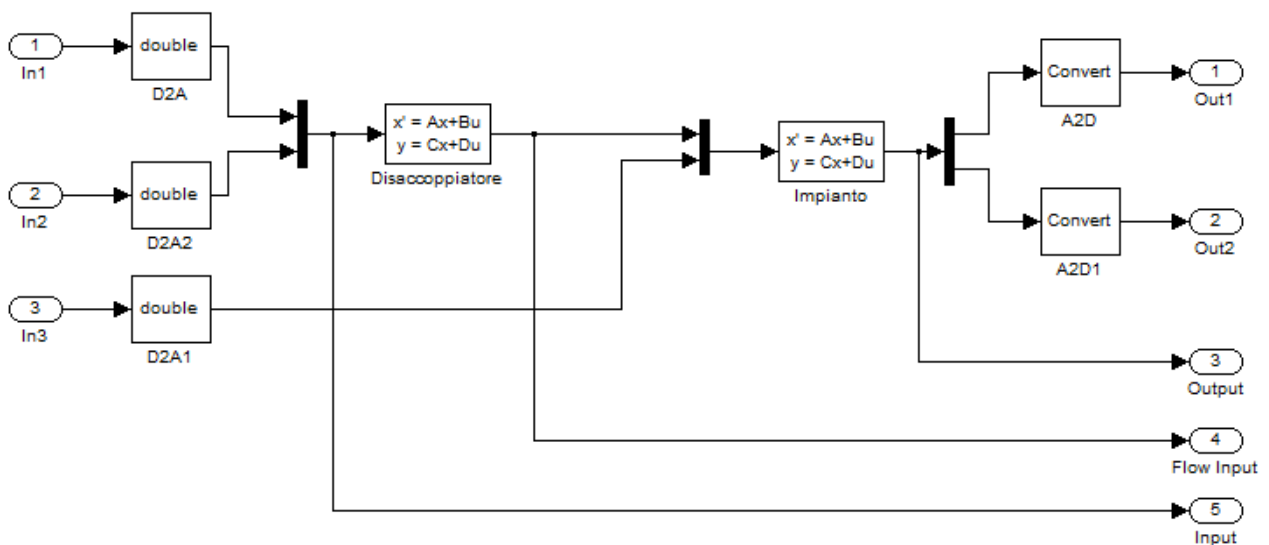 1
In1
double
D2A
2
In2
double
D2A2
3
In3
double
D2A1
x' = Ax+Bu
y = Cx+Du
Disaccoppiatore
x' = Ax+Bu
y = Cx+Du
Impianto
Convert
A2D
1
Out1
Convert
A2D1
2
Out2
3
Output
4
Flow Input
5
Input